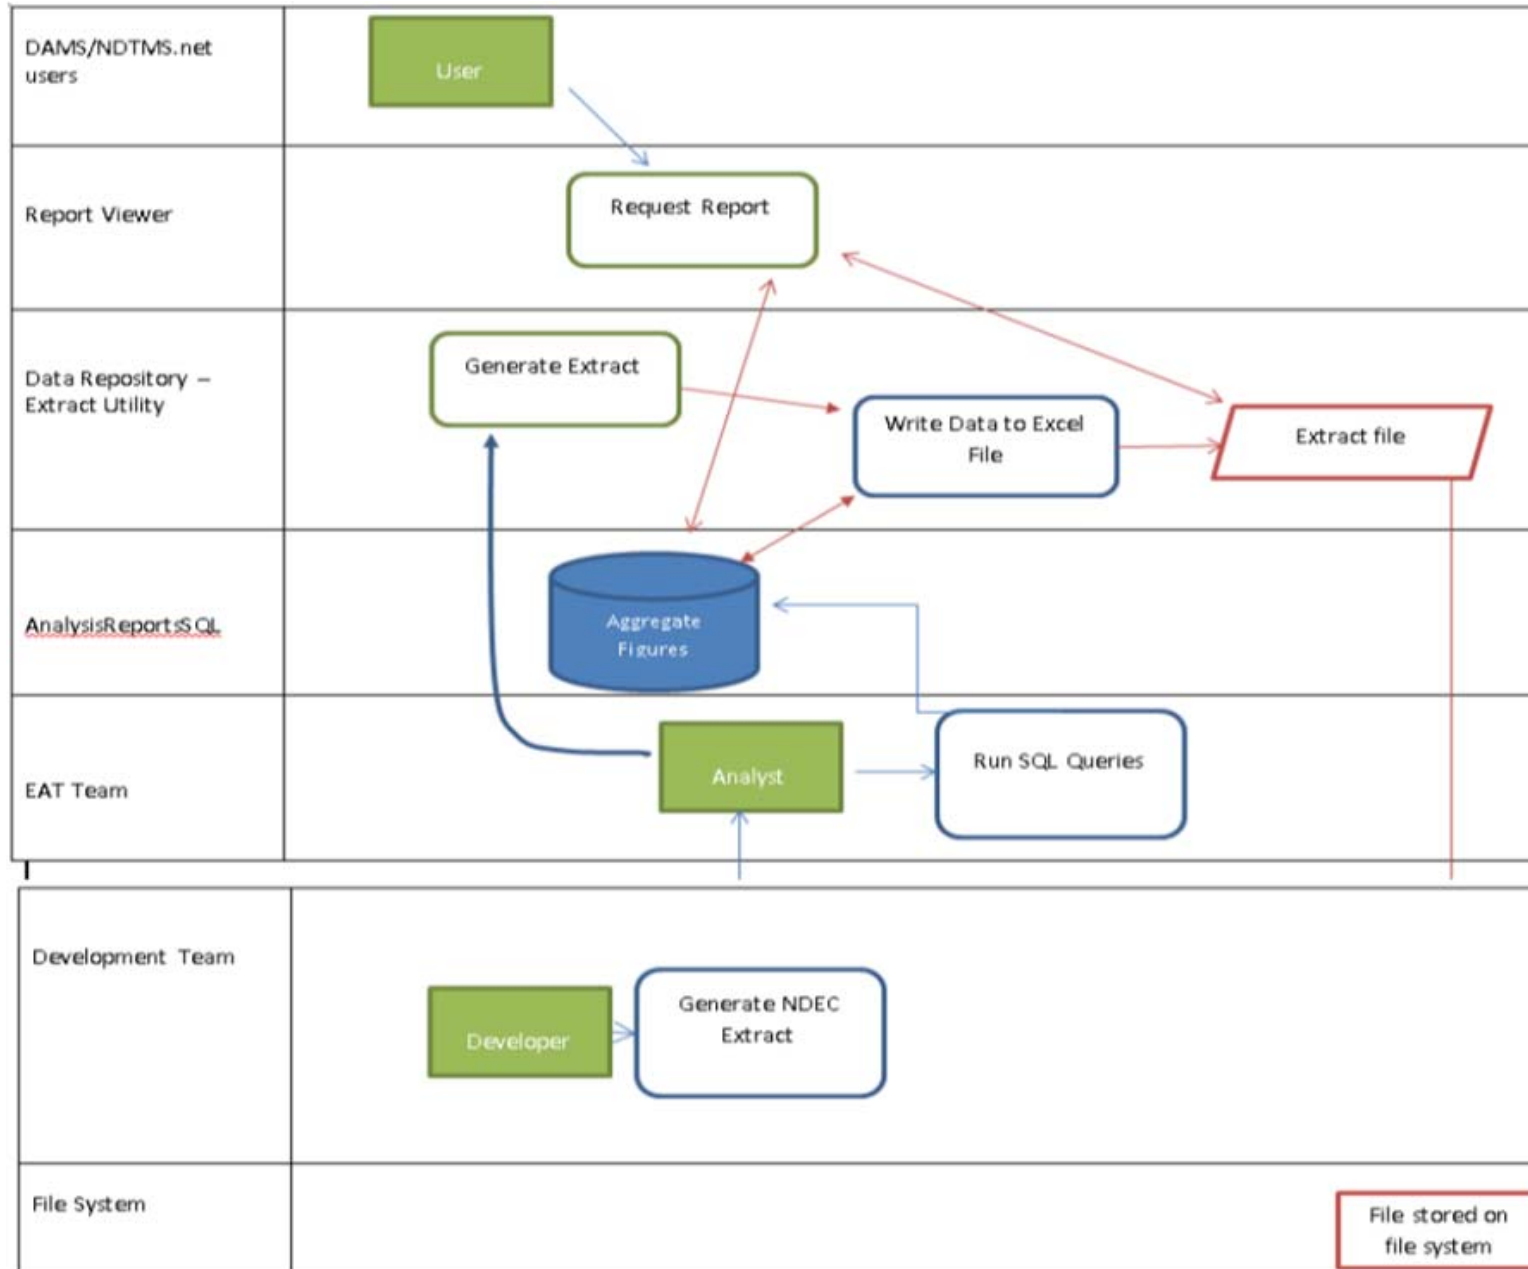 DAMS/NDTMS.net
users
User
Report Viewer
Request Report
Data Repository –
Extract Utility
Generate Extract
Write Data to Excel
File
Extract file
AnalysisReportsSQL
Aggregate
Figures
EAT Team
Analyst
Run SQL Queries
Development Team
Developer
Generate NDEC
Extract
File System
File stored on
file system